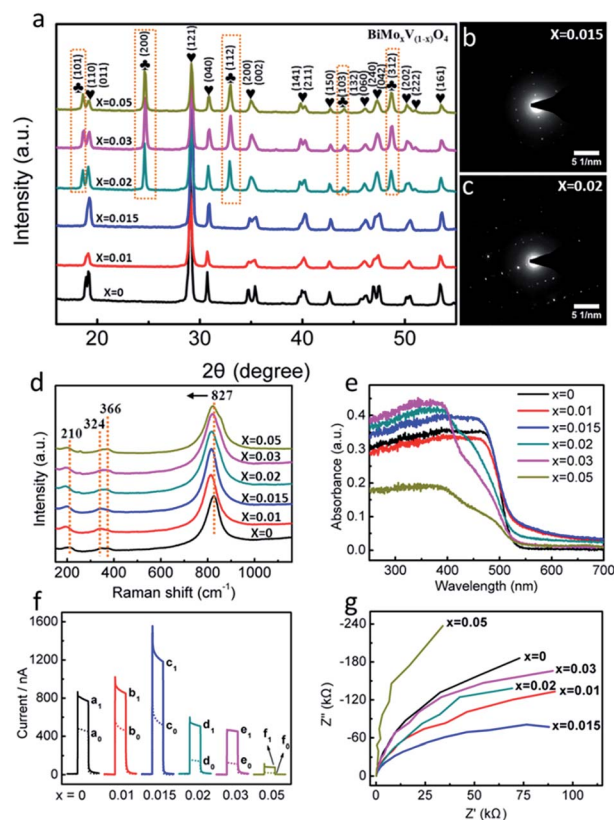 a
BiMoxV(1-x)O4
(101)
(110)
(011)
(200)
(121)
(040)
(112)
(200)
(002)
(141)
(211)
(150)
(103)
(132)
(060)
(240)
(042)
(312)
(202)
(222)
(161)
X=0.05
X=0.03
X=0.02
X=0.015
X=0.01
X=0
Intensity (a.u.)
20 30 40 50
2θ (degree)
b X=0.015
5 1/nm
c X=0.02
5 1/nm
d
210 324 366 827
X=0.05
X=0.03
X=0.02
X=0.015
X=0.01
X=0
Intensity (a.u.)
200 400 600 800 1000
Raman shift (cm-1)
e
x=0
x=0.01
x=0.015
x=0.02
x=0.03
x=0.05
Absorbance (a.u.)
0.4
0.3
0.2
0.1
0.0
300 400 500 600 700
Wavelength (nm)
f
Current / nA
1600
1200
800
400
0
a1 a0
b1 b0
c1 c0
d1 d0
e1 e0
f1 f0
x = 0 0.01 0.015 0.02 0.03 0.05
g
Z'' (kΩ)
-240
-180
-120
-60
0
x=0.05
x=0
x=0.03
x=0.02
x=0.01
x=0.015
0 25 50 75 100
Z' (kΩ)